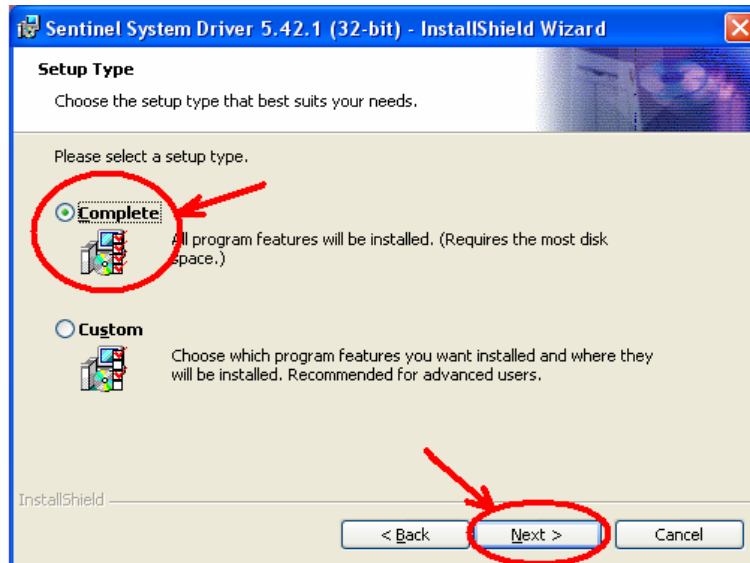 Sentinel System Driver 5.42.1 (32-bit) - InstallShield Wizard
Setup Type
Choose the setup type that best suits your needs.
Please select a setup type.
Complete
All program features will be installed. (Requires the most disk
space.)
Custom
Choose which program features you want installed and where they
will be installed. Recommended for advanced users.
InstallShield
< Back Next > Cancel